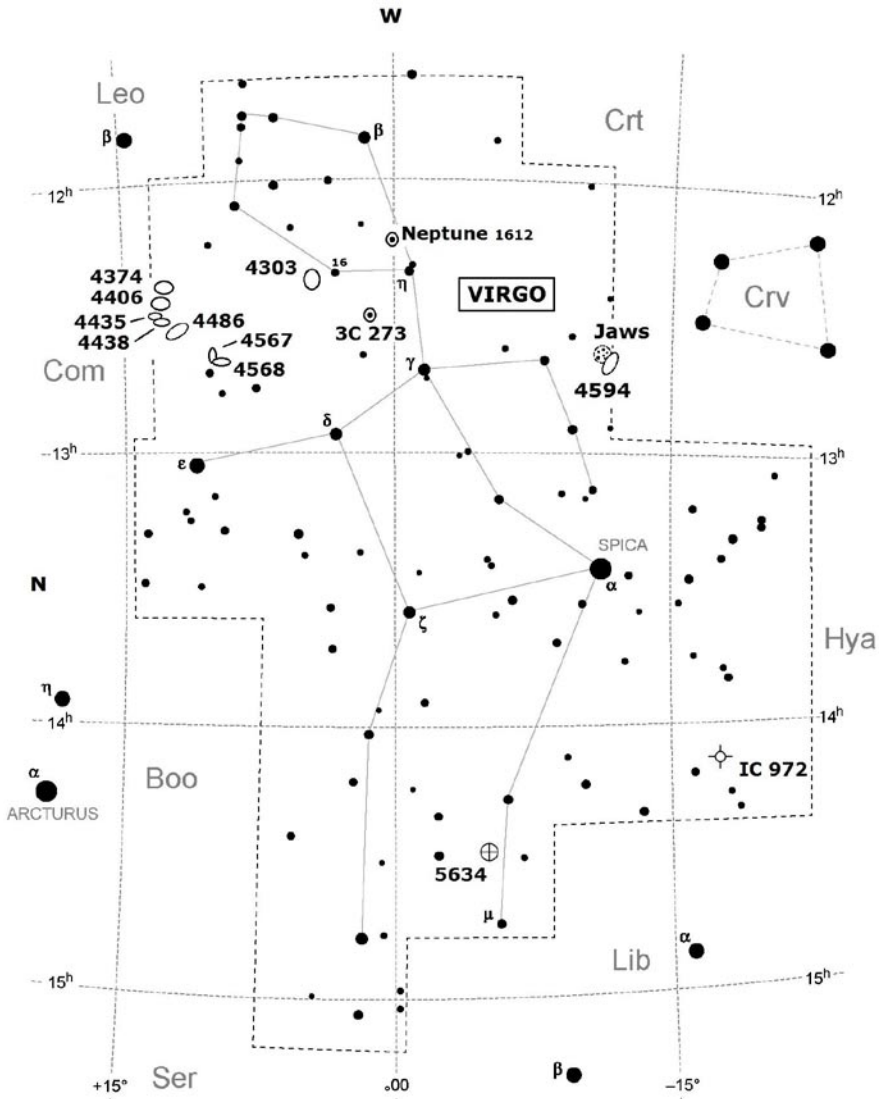 W
Leo
β
Crt
β
12h
12h
Neptune 1612
4303
16
η
VIRGO
Crv
4374
4406
4435
4438
4486
3C 273
Jaws
4567
4568
4594
Com
γ
δ
ε
13h
13h
SPICA
α
N
ζ
Hya
η
14h
14h
α
ARCTURUS
Boo
IC 972
5634
μ
α
Lib
15h
15h
β
Ser
+15°
00
–15°